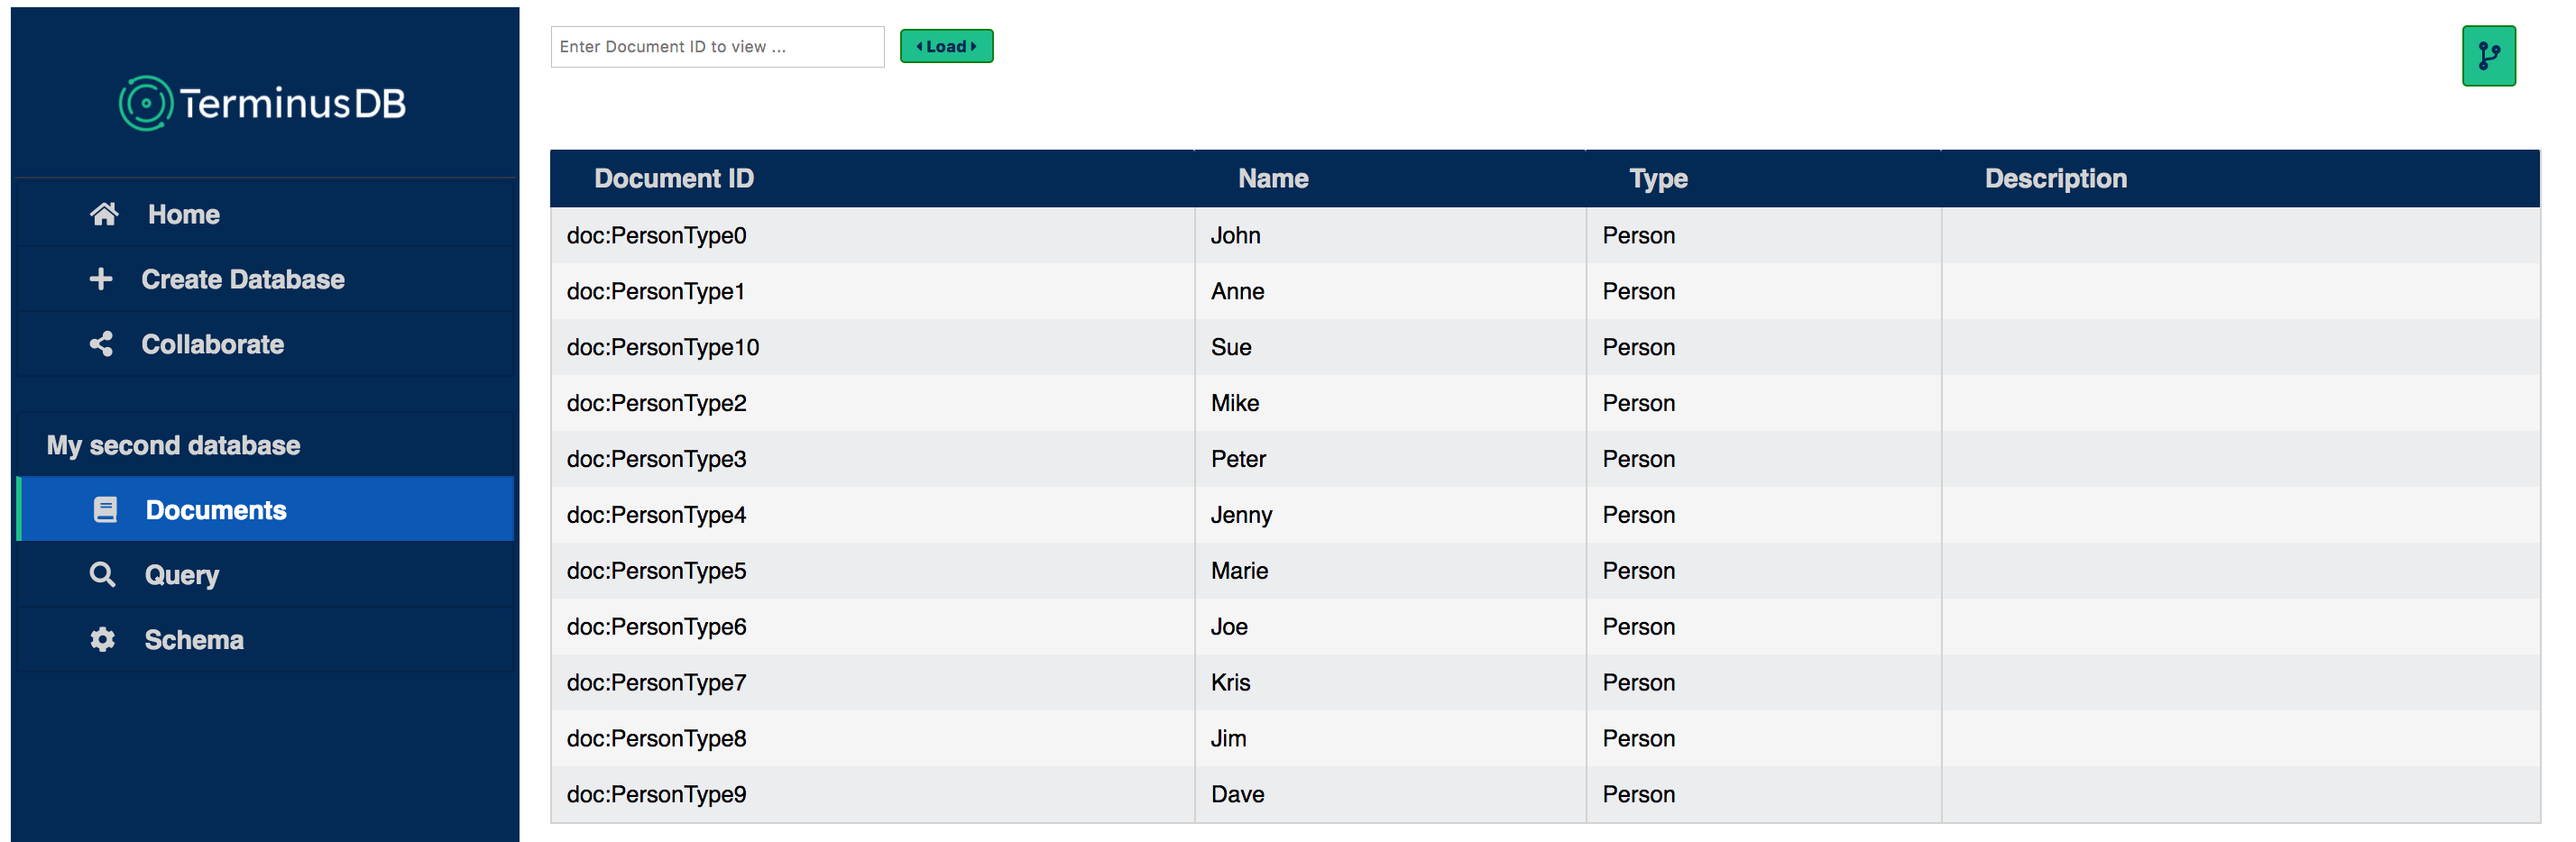 TerminusDB
Home
Create Database
Collaborate
My second database
Documents
Query
Schema
Enter Document ID to view ...
Load
Document ID Name Type Description
doc:PersonType0 John Person
doc:PersonType1 Anne Person
doc:PersonType10 Sue Person
doc:PersonType2 Mike Person
doc:PersonType3 Peter Person
doc:PersonType4 Jenny Person
doc:PersonType5 Marie Person
doc:PersonType6 Joe Person
doc:PersonType7 Kris Person
doc:PersonType8 Jim Person
doc:PersonType9 Dave Person